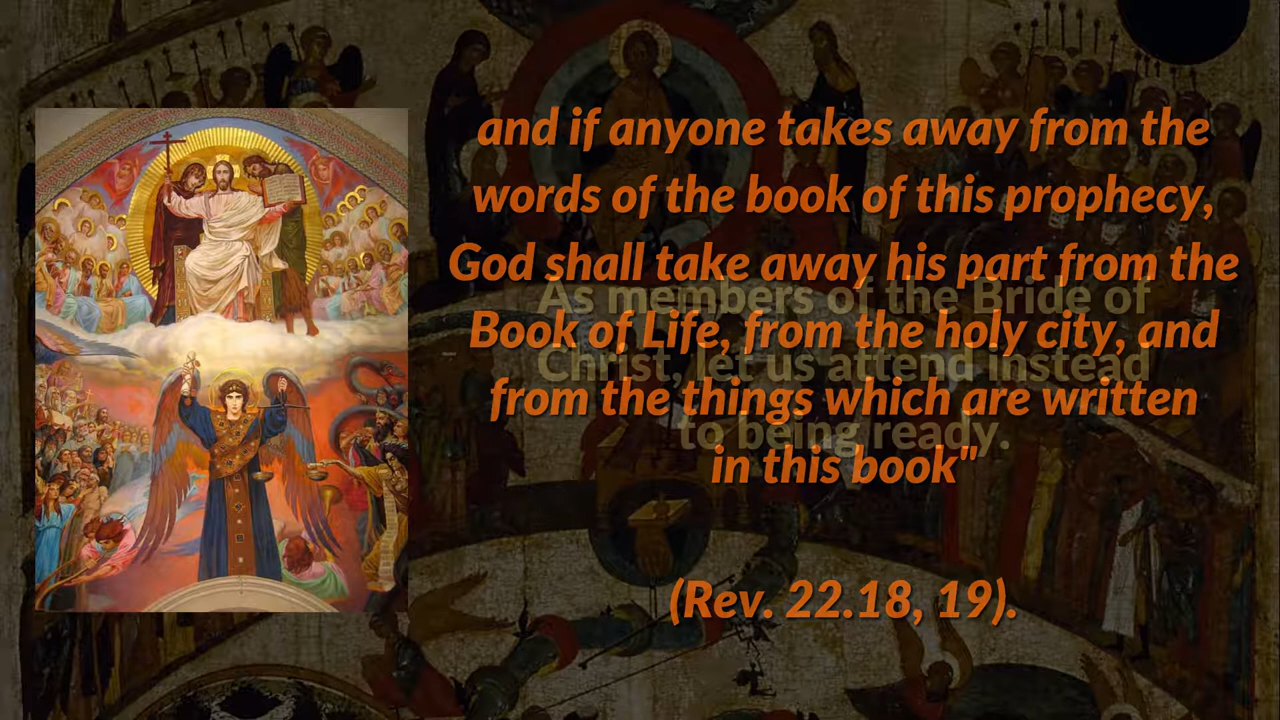 and if anyone takes away from the
words of the book of this prophecy,
God shall take away his part from the
Book of Life, from the holy city, and
from the things which are written
in this book"
(Rev. 22.18, 19).
As members of the Bride of
Christ, let us attend instead
to being ready.